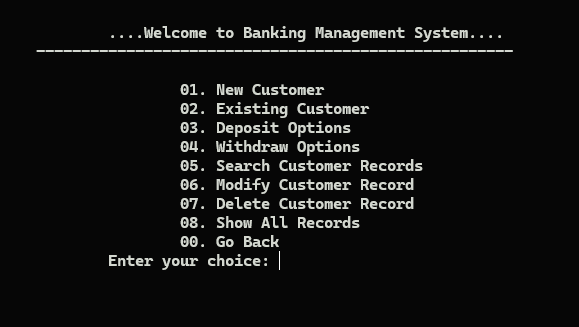 ....Welcome to Banking Management System....
01. New Customer
02. Existing Customer
03. Deposit Options
04. Withdraw Options
05. Search Customer Records
06. Modify Customer Record
07. Delete Customer Record
08. Show All Records
00. Go Back
Enter your choice: